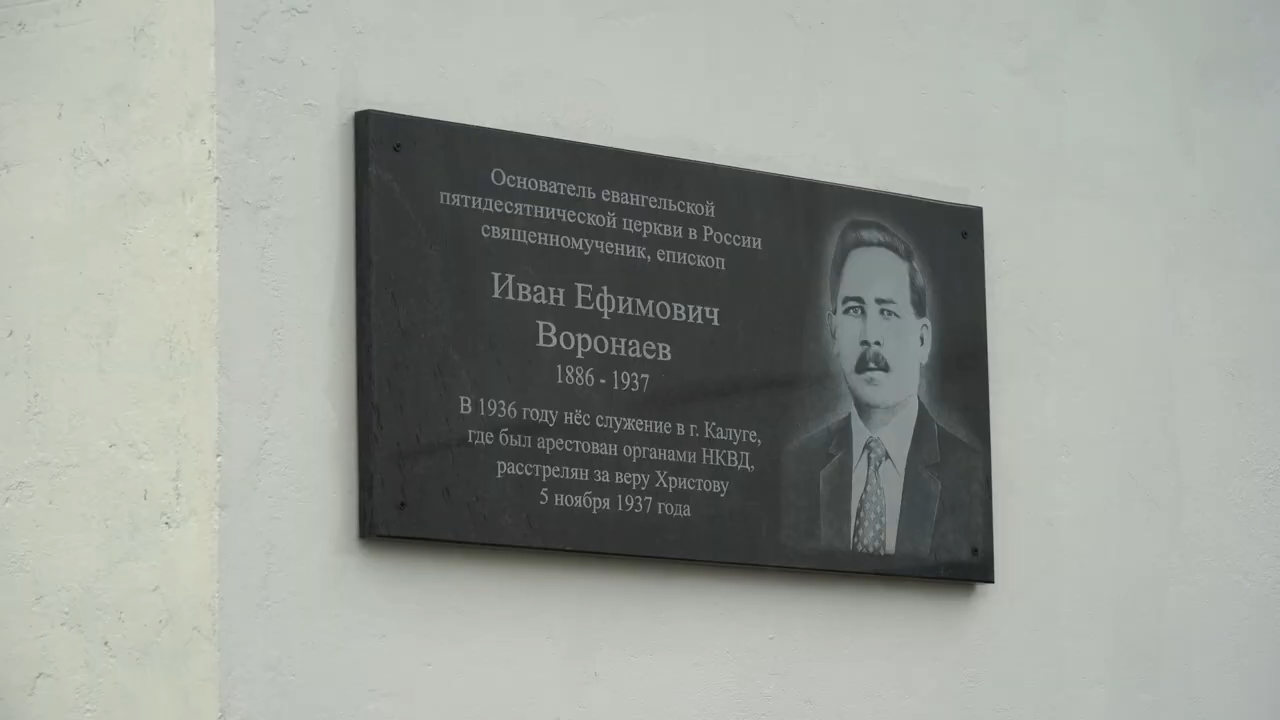 Основатель евангельской
пятидесятнической церкви в России
священномученик, епископ
Иван Ефимович
Воронаев
1886 - 1937
В 1936 году нёс служение в г. Калуге,
где был арестован органами НКВД,
расстрелян за веру Христову
5 ноября 1937 года